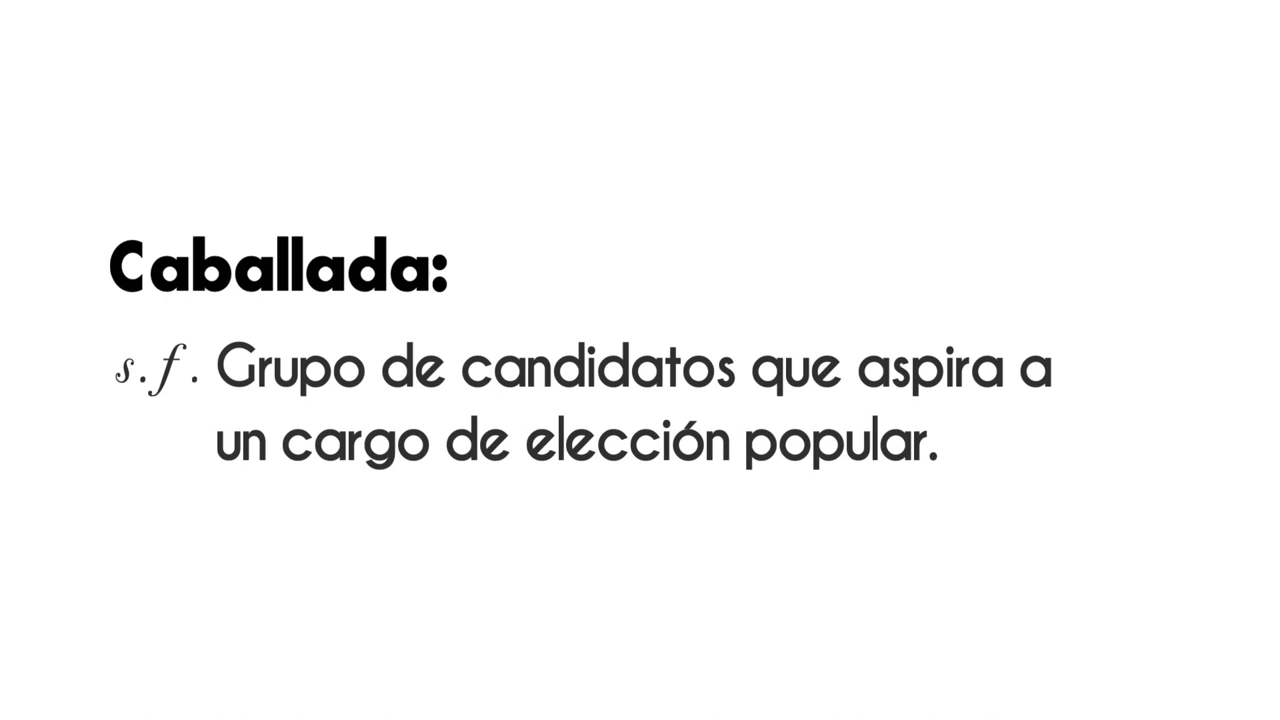 Caballada:
s.f. Grupo de candidatos que aspira a
un cargo de elección popular.